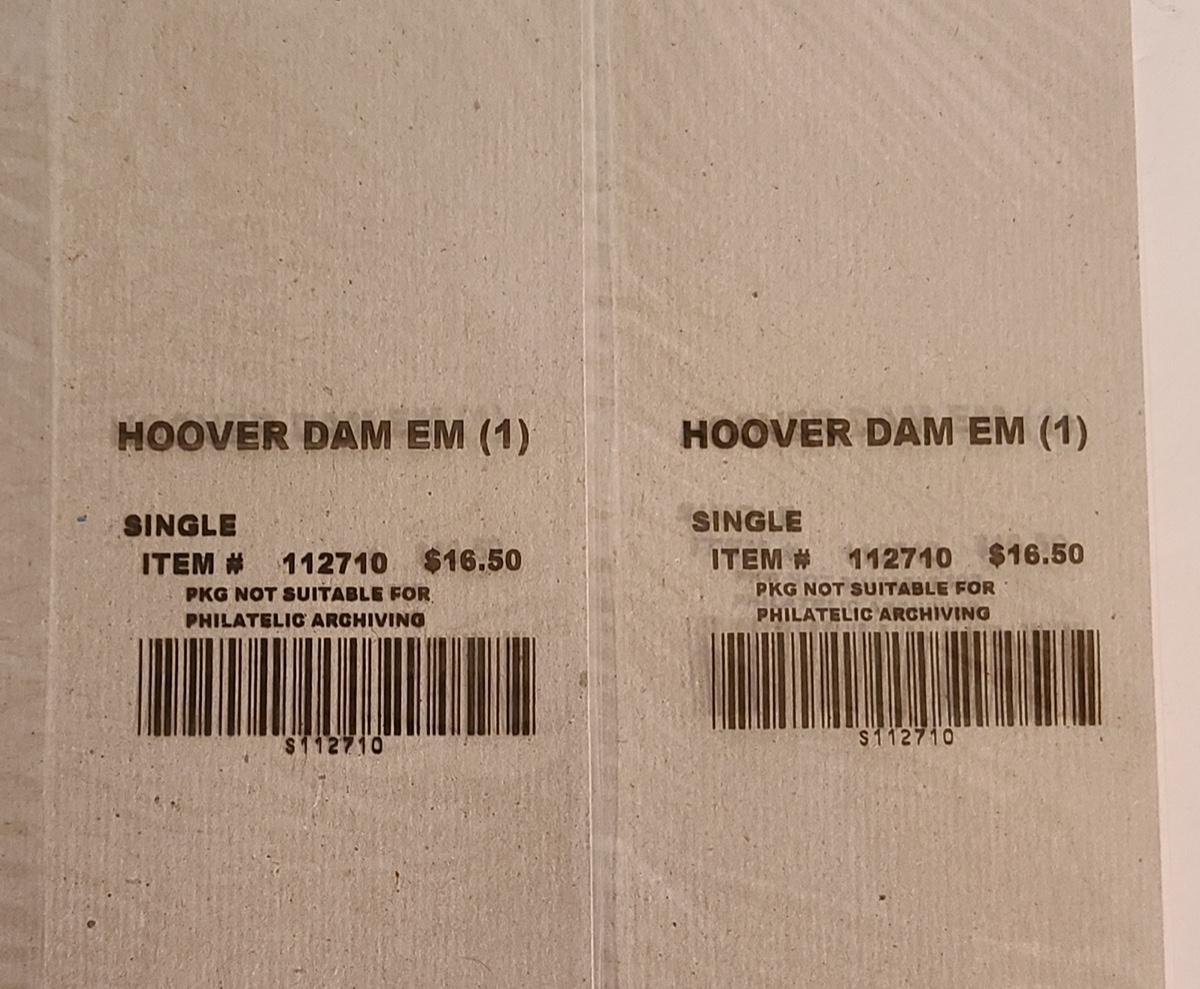 HOOVER DAM EM (1)
SINGLE
ITEM # 112710 $16.50
PKG NOT SUITABLE FOR
PHILATELIC ARCHIVING
S112710
HOOVER DAM EM (1)
SINGLE
ITEM # 112710 $16.50
PKG NOT SUITABLE FOR
PHILATELIC ARCHIVING
S112710